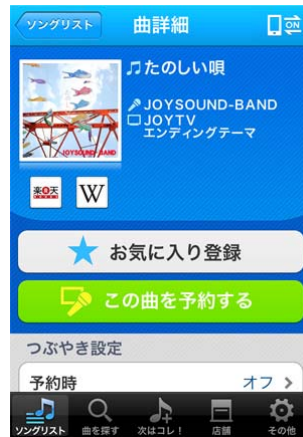 ソングリスト
曲詳細
ON
たのしい唄
JOYSOUND-BAND
JOYTV
エンディングテーマ
JOYSOUND BAND
楽天
W
お気に入り登録
この曲を予約する
つぶやき設定
予約時
オフ
ソングリスト
曲を探す
次はコレ！
店舗
その他